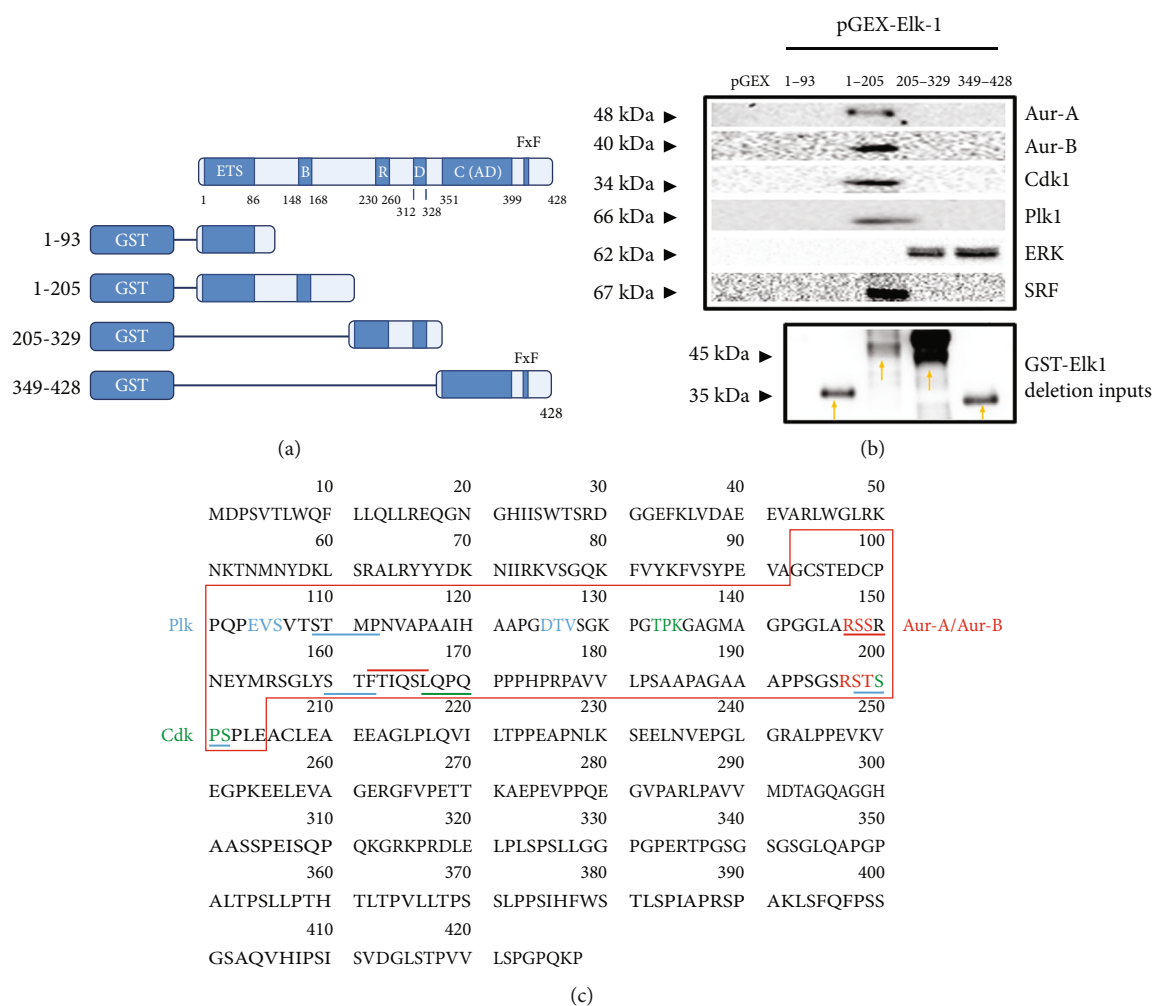 FxF
ETS B R D C (AD)
1 86 148 168 230 260 312 328 351 399 428
1-93 GST
1-205 GST
205-329 GST
FxF
349-428 GST
428
(a)
pGEX-Elk-1
pGEX 1–93 1–205 205–329 349–428
48 kDa Aur-A
40 kDa Aur-B
34 kDa Cdk1
66 kDa Plk1
62 kDa ERK
67 kDa SRF
45 kDa
35 kDa
GST-Elk1
deletion inputs
(b)
10 20 30 40 50
MDPSVTLWQF LLQLLREQGN GHIISWTSRD GGEFKLVDAE EVARLWGLRK
60 70 80 90 100
NKTNMNYDKL SRALRYYYDK NIIRKVSGQK FVYKFVSYPE VAGCSTEDCP
110 120 130 140 150
Plk PQPEVSVTST MPNVAPAAIH AAPGDTVSGK PGTPKGAGMA GPGGLARSSR Aur-A/Aur-B
160 170 180 190 200
NEYMRSGLYS TFTIQSLQPQ PPPHPRPAVV LPSAAPAGAA APPSGSRSTS
210 220 230 240 250
Cdk PSPLEACLEA EEAGLPLQVI LTPPEAPNLK SEELNVEPGL GRALPPEVKV
260 270 280 290 300
EGPKEELEVA GERGFVPETT KAEPEVPPQE GVPARLPAVV MDTAGQAGGH
310 320 330 340 350
AASSPEISQP QKGRKPRDLE LPLSPSLLGG PGPERTPGSG SGSGLQAPGP
360 370 380 390 400
ALTPSLLPTH TLTPVLLTPS SLPPSIHFWS TLSPIAPRSP AKLSFQFPSS
410 420
GSAQVHIPSI SVDGLSTPVV LSPGPQKP
(c)